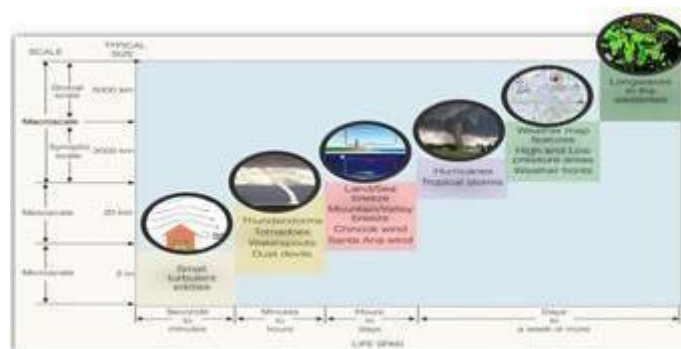 SCALE
TYPICAL
SIZE
Global
scale
5000 km
Macroscale
Synoptic
scale
2000 km
Mesoscale
20 km
Microscale
2 m
Small
turbulent
eddies
Thunderstorms
Tornadoes
Waterspouts
Dust devils
Land/Sea
breeze
Mountain/Valley
breeze
Chinook wind
Santa Ana wind
Hurricanes
Tropical storms
Weather map
features
High and Low
pressure areas
Weather fronts
Longwaves
in the
westerlies
Seconds
to
minutes
Minutes
to
hours
Hours
to
days
Days
to
a week or more
LIFE SPAN